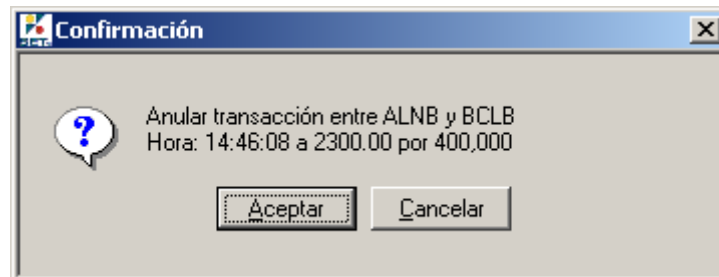 Confirmación
Anular transacción entre ALNB y BCLB
Hora: 14:46:08 a 2300.00 por 400,000
Aceptar
Cancelar